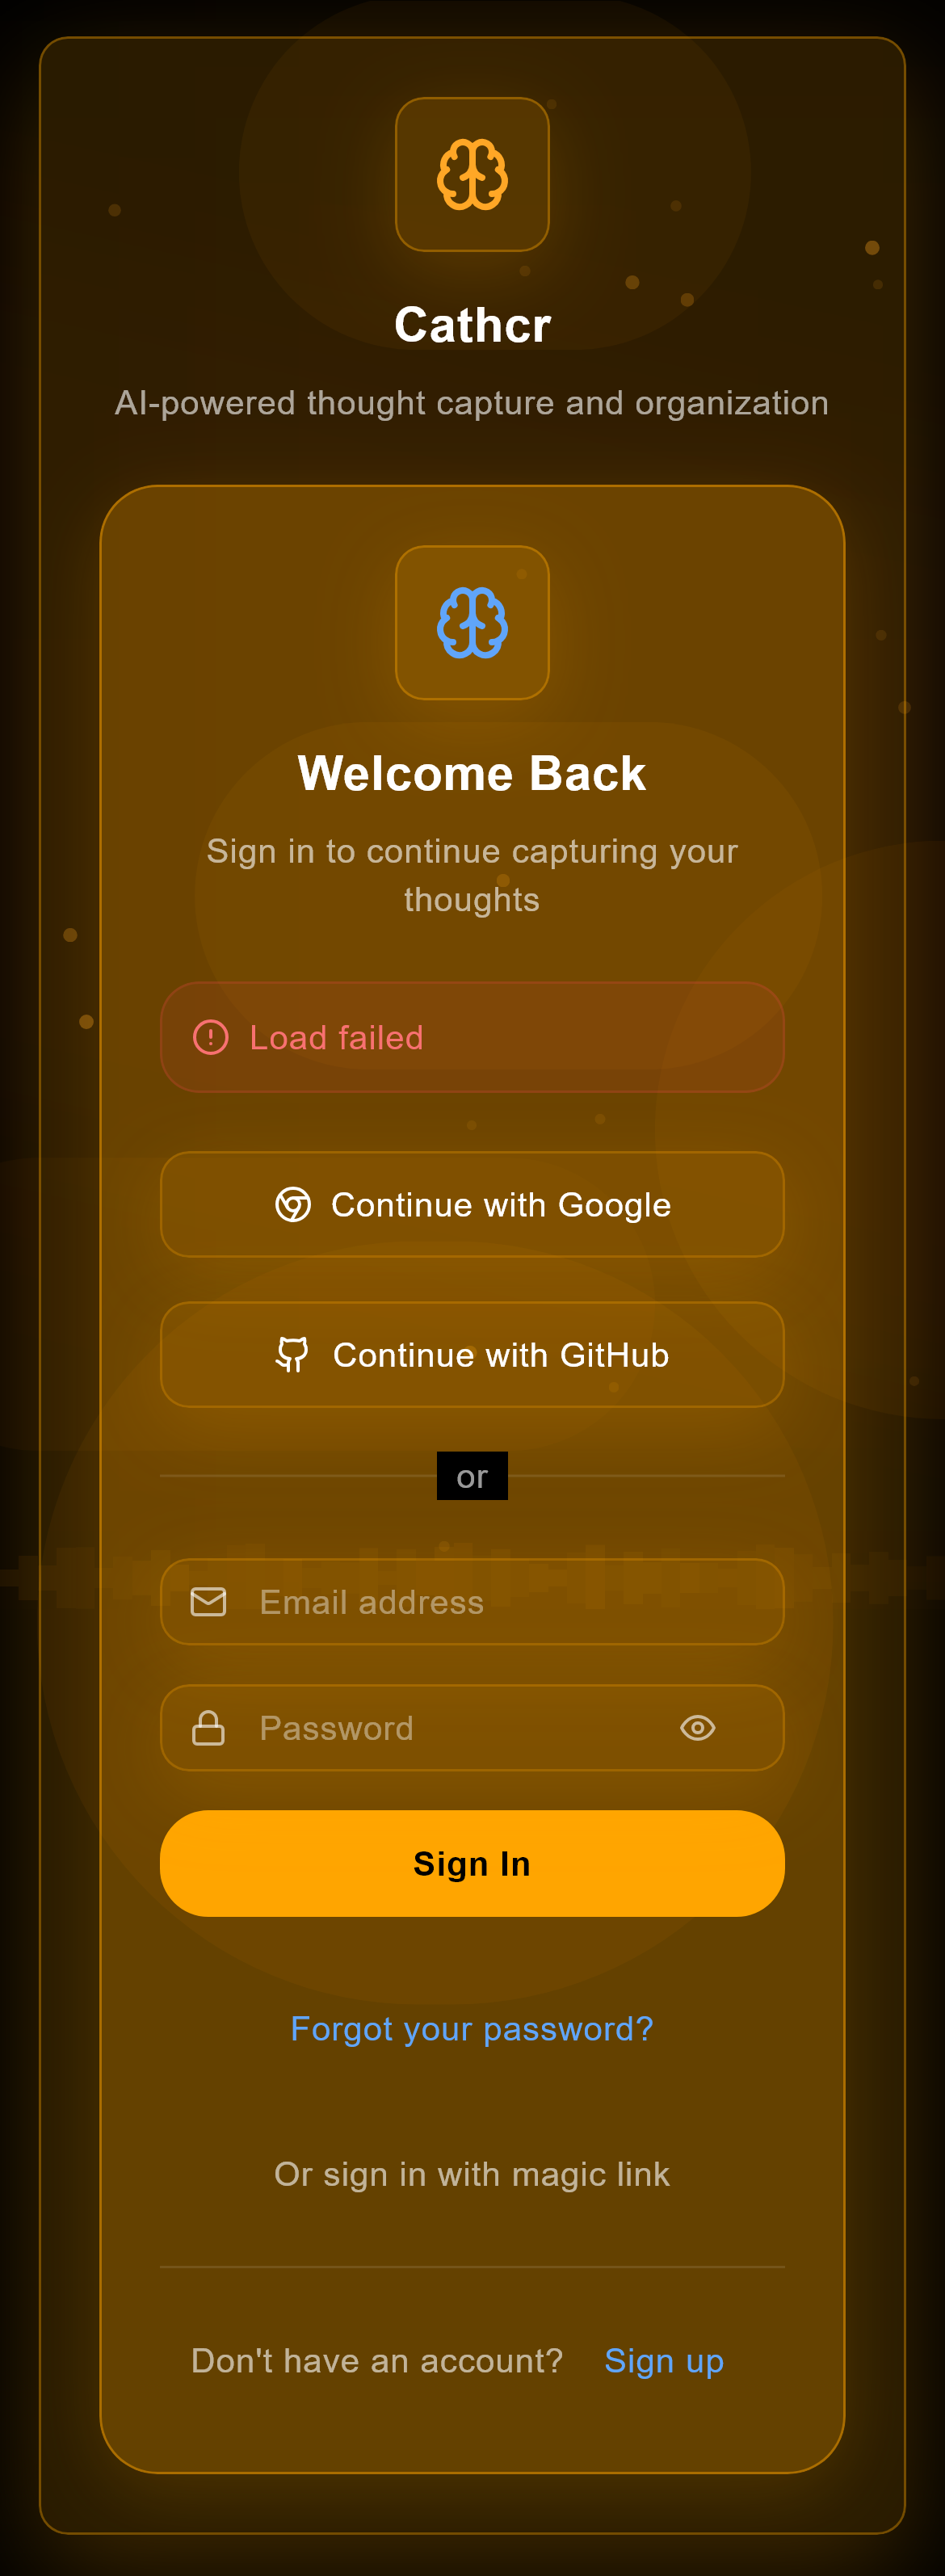 Cathcr
AI-powered thought capture and organization
Welcome Back
Sign in to continue capturing your
thoughts
Load failed
Continue with Google
Continue with GitHub
or
Email address
Password
Sign In
Forgot your password?
Or sign in with magic link
Don't have an account? Sign up